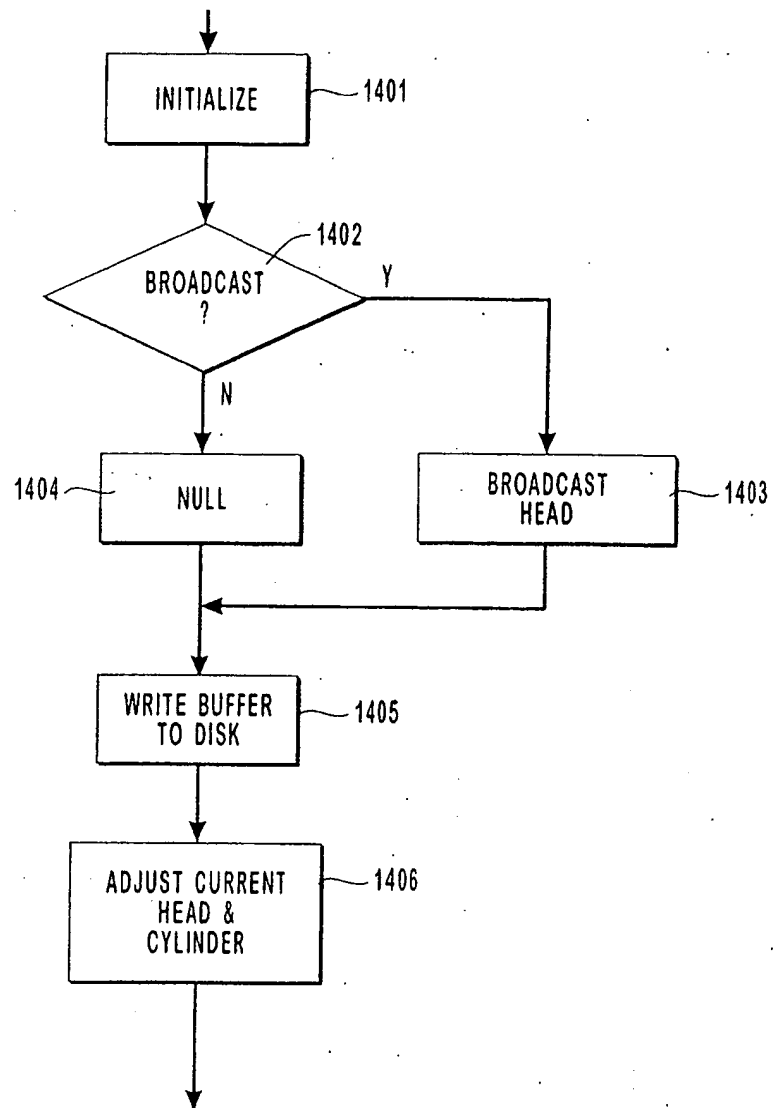 INITIALIZE
1401
1402
BROADCAST
?
Y
N
1404
NULL
BROADCAST
HEAD
1403
WRITE BUFFER
TO DISK
1405
ADJUST CURRENT
HEAD &
CYLINDER
1406